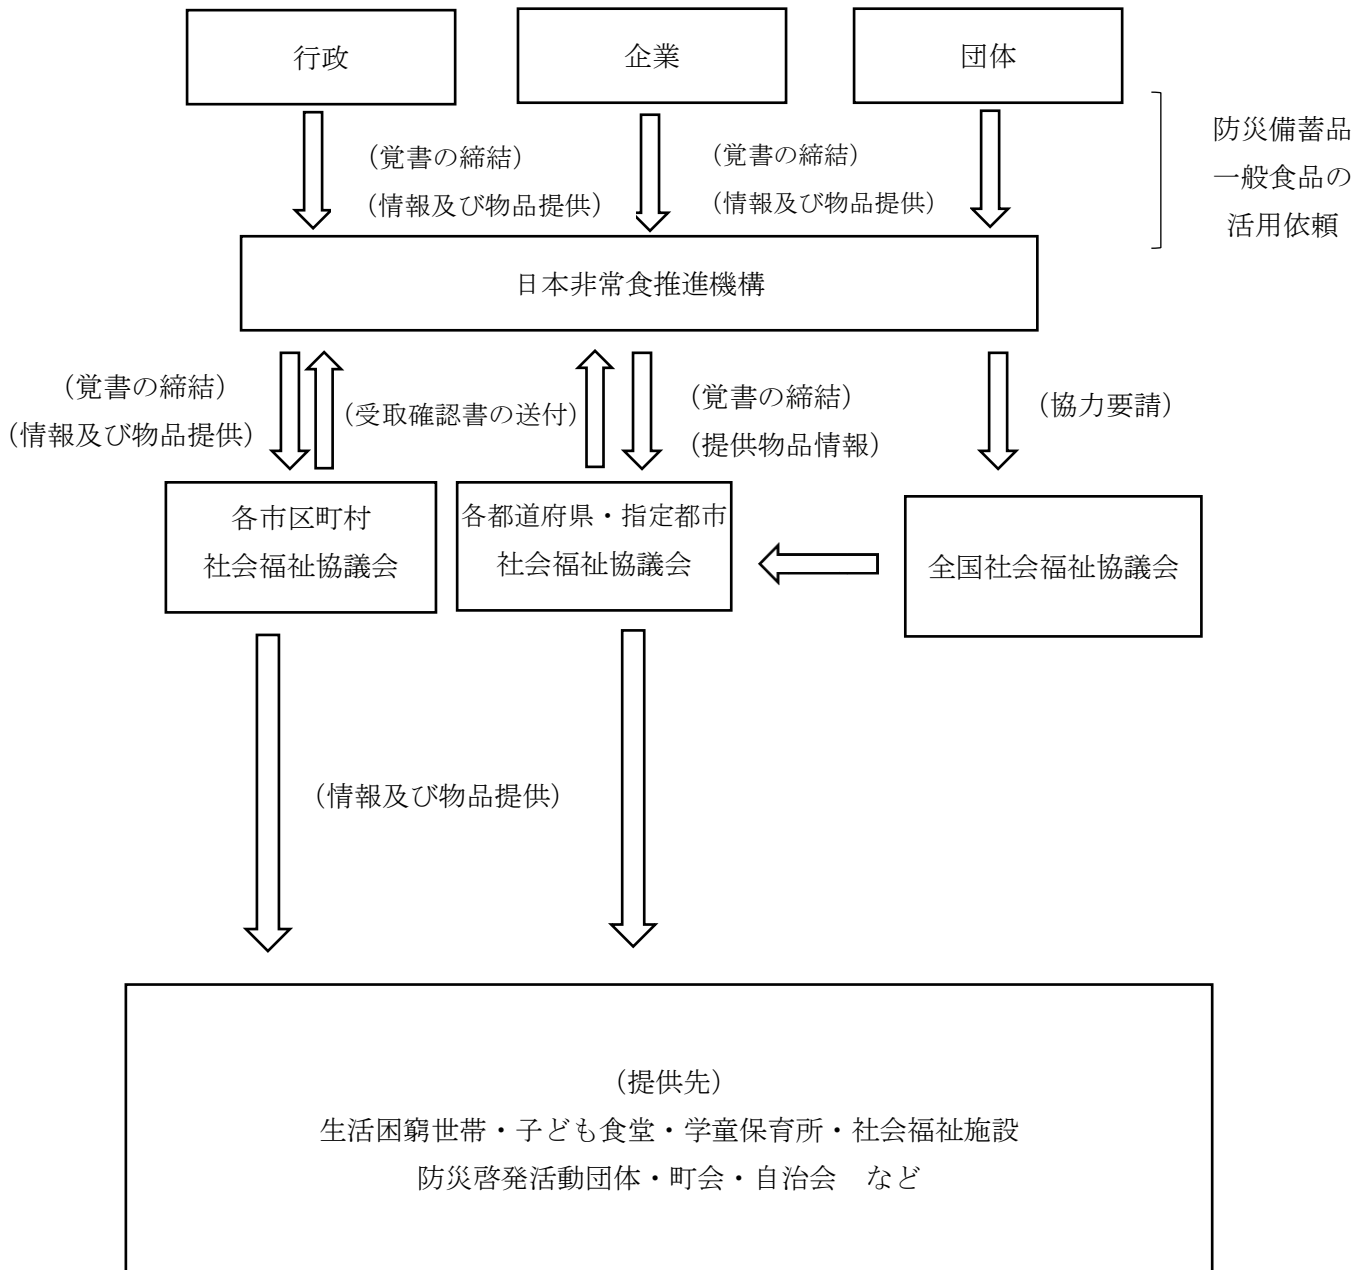 行政
企業
団体
防災備蓄品
一般食品の
活用依頼
（覚書の締結）
（情報及び物品提供）
（覚書の締結）
（情報及び物品提供）
日本非常食推進機構
（覚書の締結）
（情報及び物品提供）
（受取確認書の送付）
（覚書の締結）
（提供物品情報）
（協力要請）
各市区町村
社会福祉協議会
各都道府県・指定都市
社会福祉協議会
全国社会福祉協議会
（情報及び物品提供）
（提供先）
生活困窮世帯・子ども食堂・学童保育所・社会福祉施設
防災啓発活動団体・町会・自治会　など